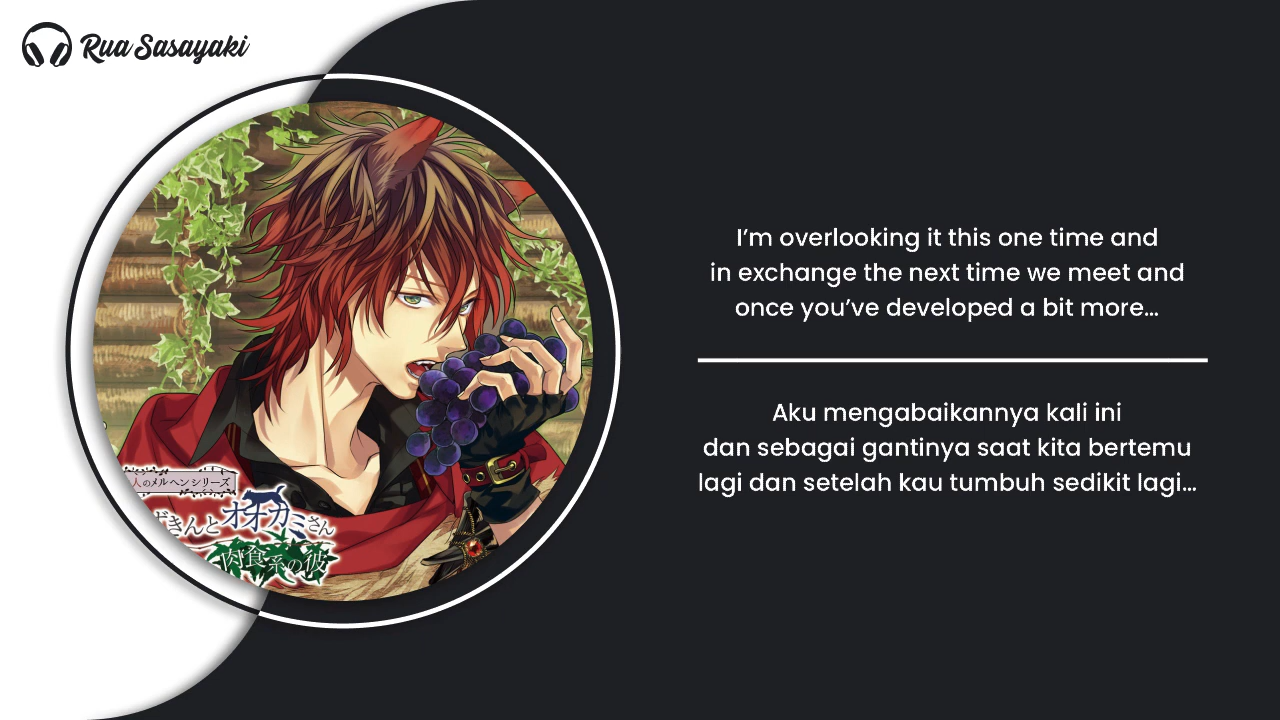 Rua Sasayaki
I’m overlooking it this one time and
in exchange the next time we meet and
once you’ve developed a bit more...
Aku mengabaikannya kali ini
dan sebagai gantinya saat kita bertemu
lagi dan setelah kau tumbuh sedikit lagi...
人のメルヘンシリーズ
ずきんとオオカミさん
肉食系の彼